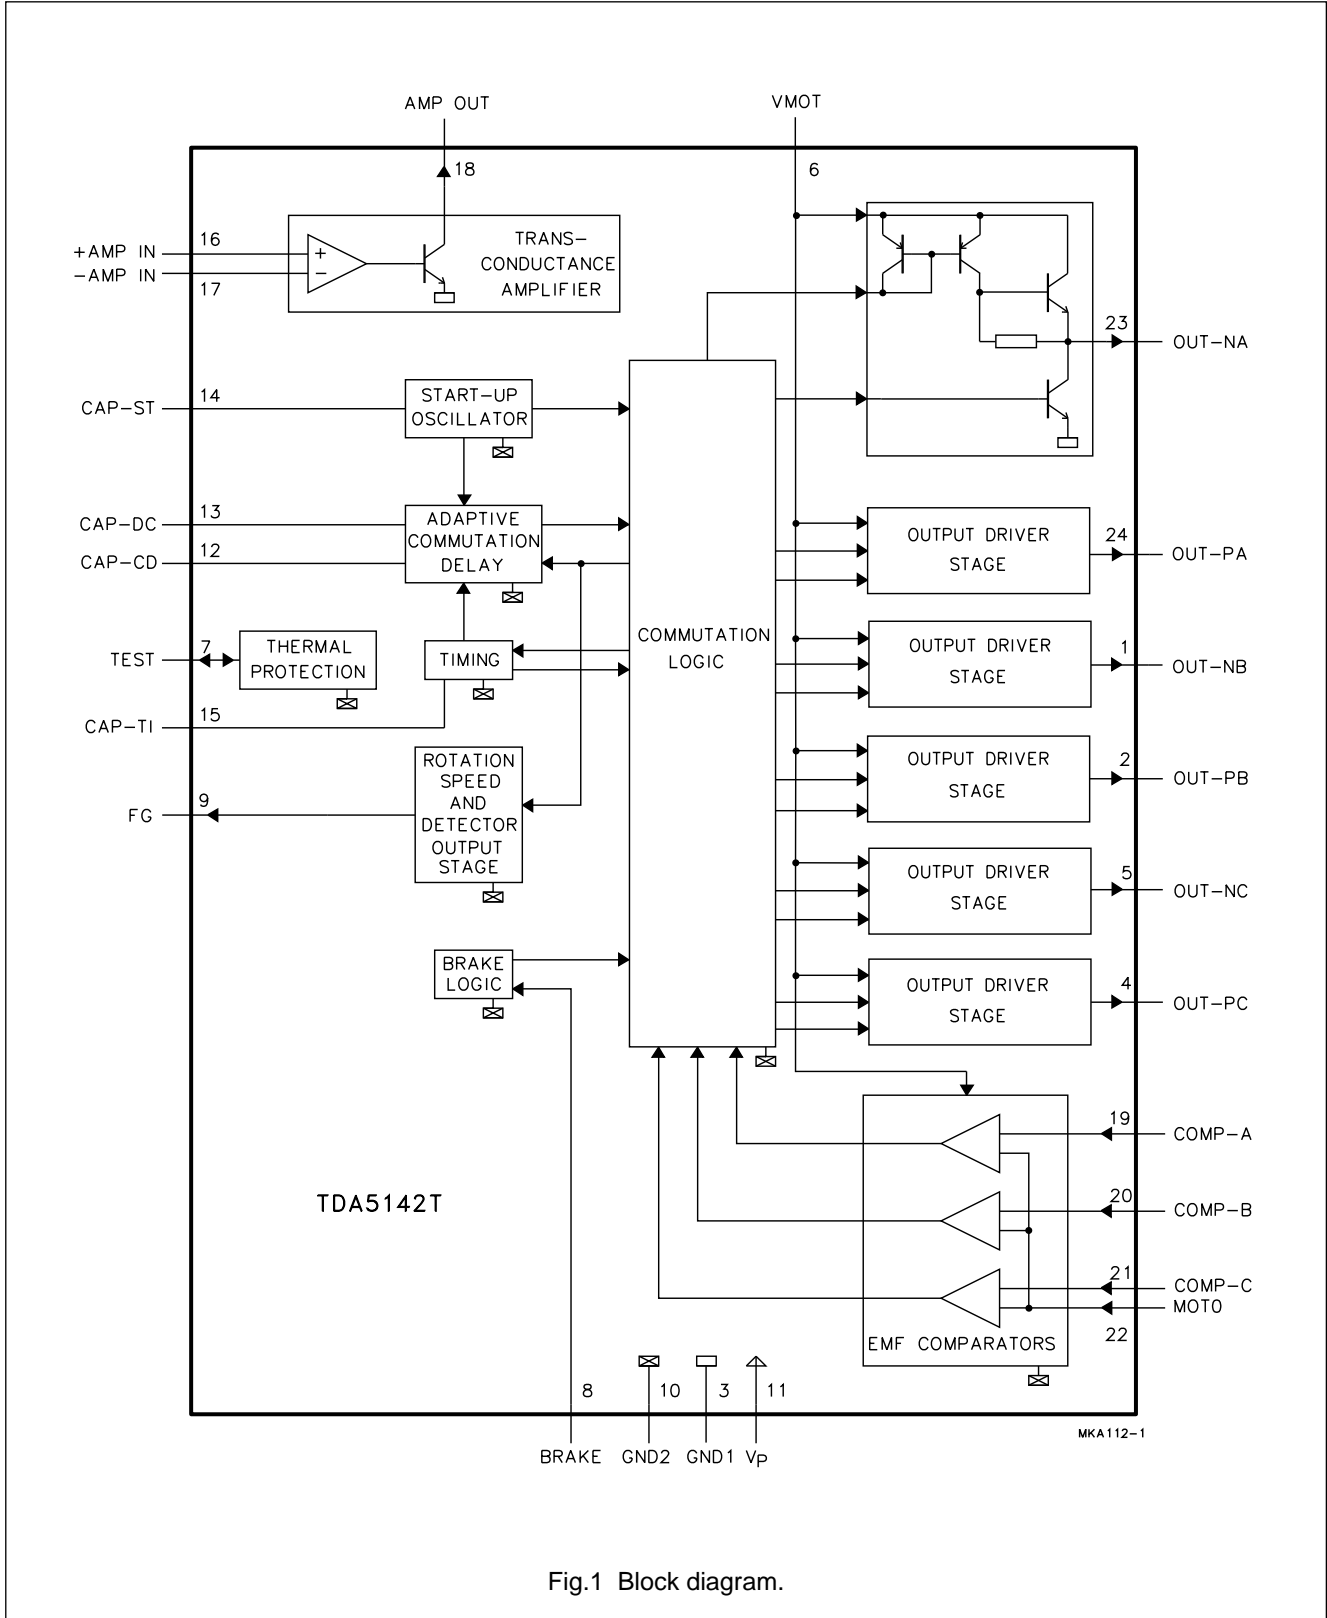 AMP OUT
VMOT
18
6
+AMP IN
16
-AMP IN
17
+
−
TRANS-
CONDUCTANCE
AMPLIFIER
23
OUT-NA
CAP-ST
14
START-UP
OSCILLATOR
CAP-DC
13
CAP-CD
12
ADAPTIVE
COMMUTATION
DELAY
OUTPUT DRIVER
STAGE
24
OUT-PA
TEST
7
THERMAL
PROTECTION
TIMING
COMMUTATION
LOGIC
OUTPUT DRIVER
STAGE
1
OUT-NB
CAP-TI
15
ROTATION
SPEED
AND
DETECTOR
OUTPUT
STAGE
FG
9
OUTPUT DRIVER
STAGE
2
OUT-PB
OUTPUT DRIVER
STAGE
5
OUT-NC
BRAKE
LOGIC
OUTPUT DRIVER
STAGE
4
OUT-PC
19
COMP-A
TDA5142T
20
COMP-B
21
COMP-C
MOT0
22
EMF COMPARATORS
8
10
3
11
BRAKE
GND2
GND1
VP
MKA112-1
Fig.1 Block diagram.